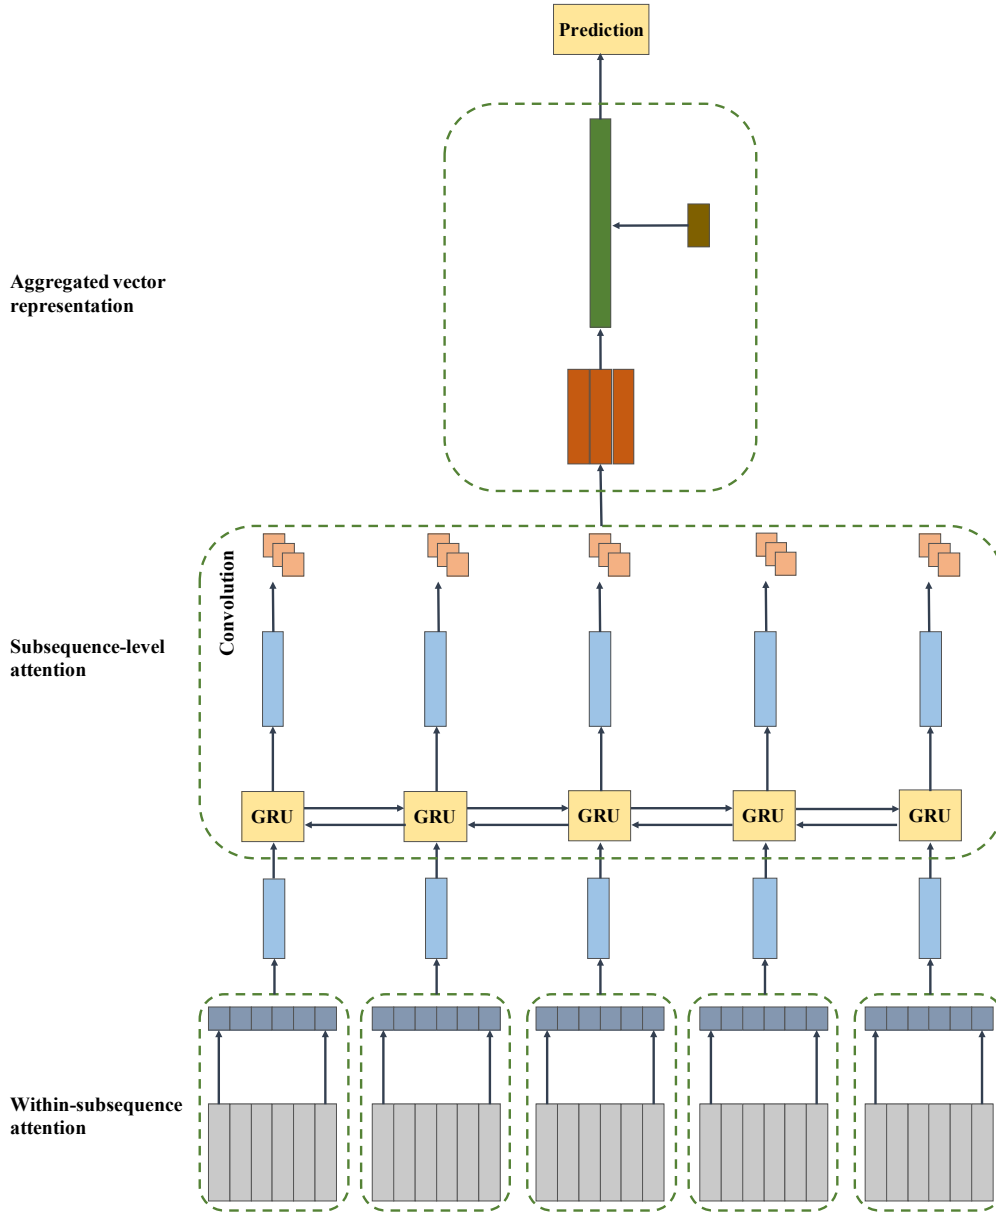 Prediction
Aggregated vector
representation
Convolution
Subsequence-level
attention
GRU GRU GRU GRU GRU
Within-subsequence
attention